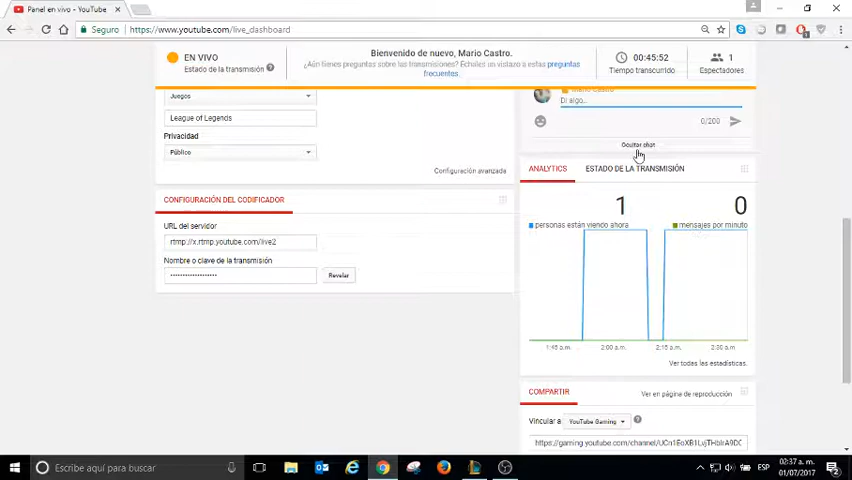 Panel en vivo - YouTube
Seguro
https://www.youtube.com/live_dashboard
EN VIVO
Estado de la transmisión
Bienvenido de nuevo, Mario Castro.
¿Aún tienes preguntas sobre las transmisiones? Échales un vistazo a estas preguntas
frecuentes.
00:45:52
Tiempo transcurrido
1
Espectadores
Juegos
League of Legends
Privacidad
Público
Configuración avanzada
Mario Castro
Di algo...
0/200
Ocultar chat
CONFIGURACIÓN DEL CODIFICADOR
URL del servidor
rtmp://x.rtmp.youtube.com/live2
Nombre o clave de la transmisión
Revelar
ANALYTICS
ESTADO DE LA TRANSMISIÓN
1
0
personas están viendo ahora
mensajes por minuto
1:45 a.m.
2:00 a.m.
2:15 a.m.
2:30 a.m.
Ver todas las estadísticas.
COMPARTIR
Ver en página de reproducción
Vincular a
YouTube Gaming
Escribe aquí para buscar
ESP
02:37 a. m.
01/07/2017